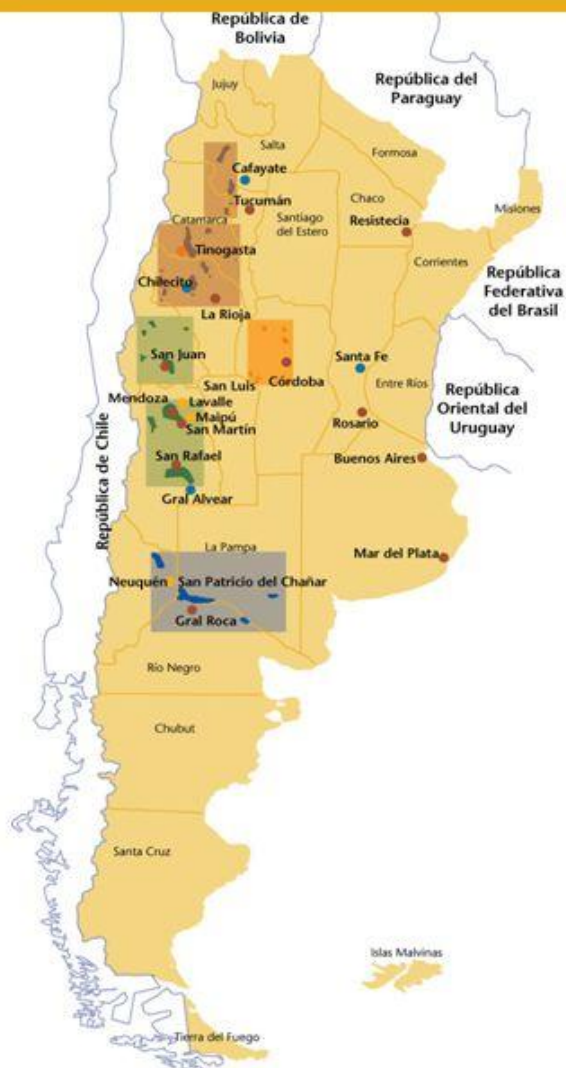 República de
Bolivia
República del
Paraguay
Jujuy
Salta
Formosa
Cafayate
Tucumán
Chaco
Misiones
Catamarca
Santiago
del Estero
Resistecia
Tinogasta
Corrientes
República
Federativa
del Brasil
Chilecito
La Rioja
San Juan
Santa Fe
San Luis
Córdoba
Entre Ríos
República
Oriental del
Uruguay
Mendoza
Lavalle
Maipú
San Martín
Rosario
República de Chile
San Rafael
Buenos Aires
Gral Alvear
La Pampa
Mar del Plata
Neuquén
San Patricio del Chañar
Gral Roca
Río Negro
Chubut
Santa Cruz
Islas Malvinas
Tierra del Fuego